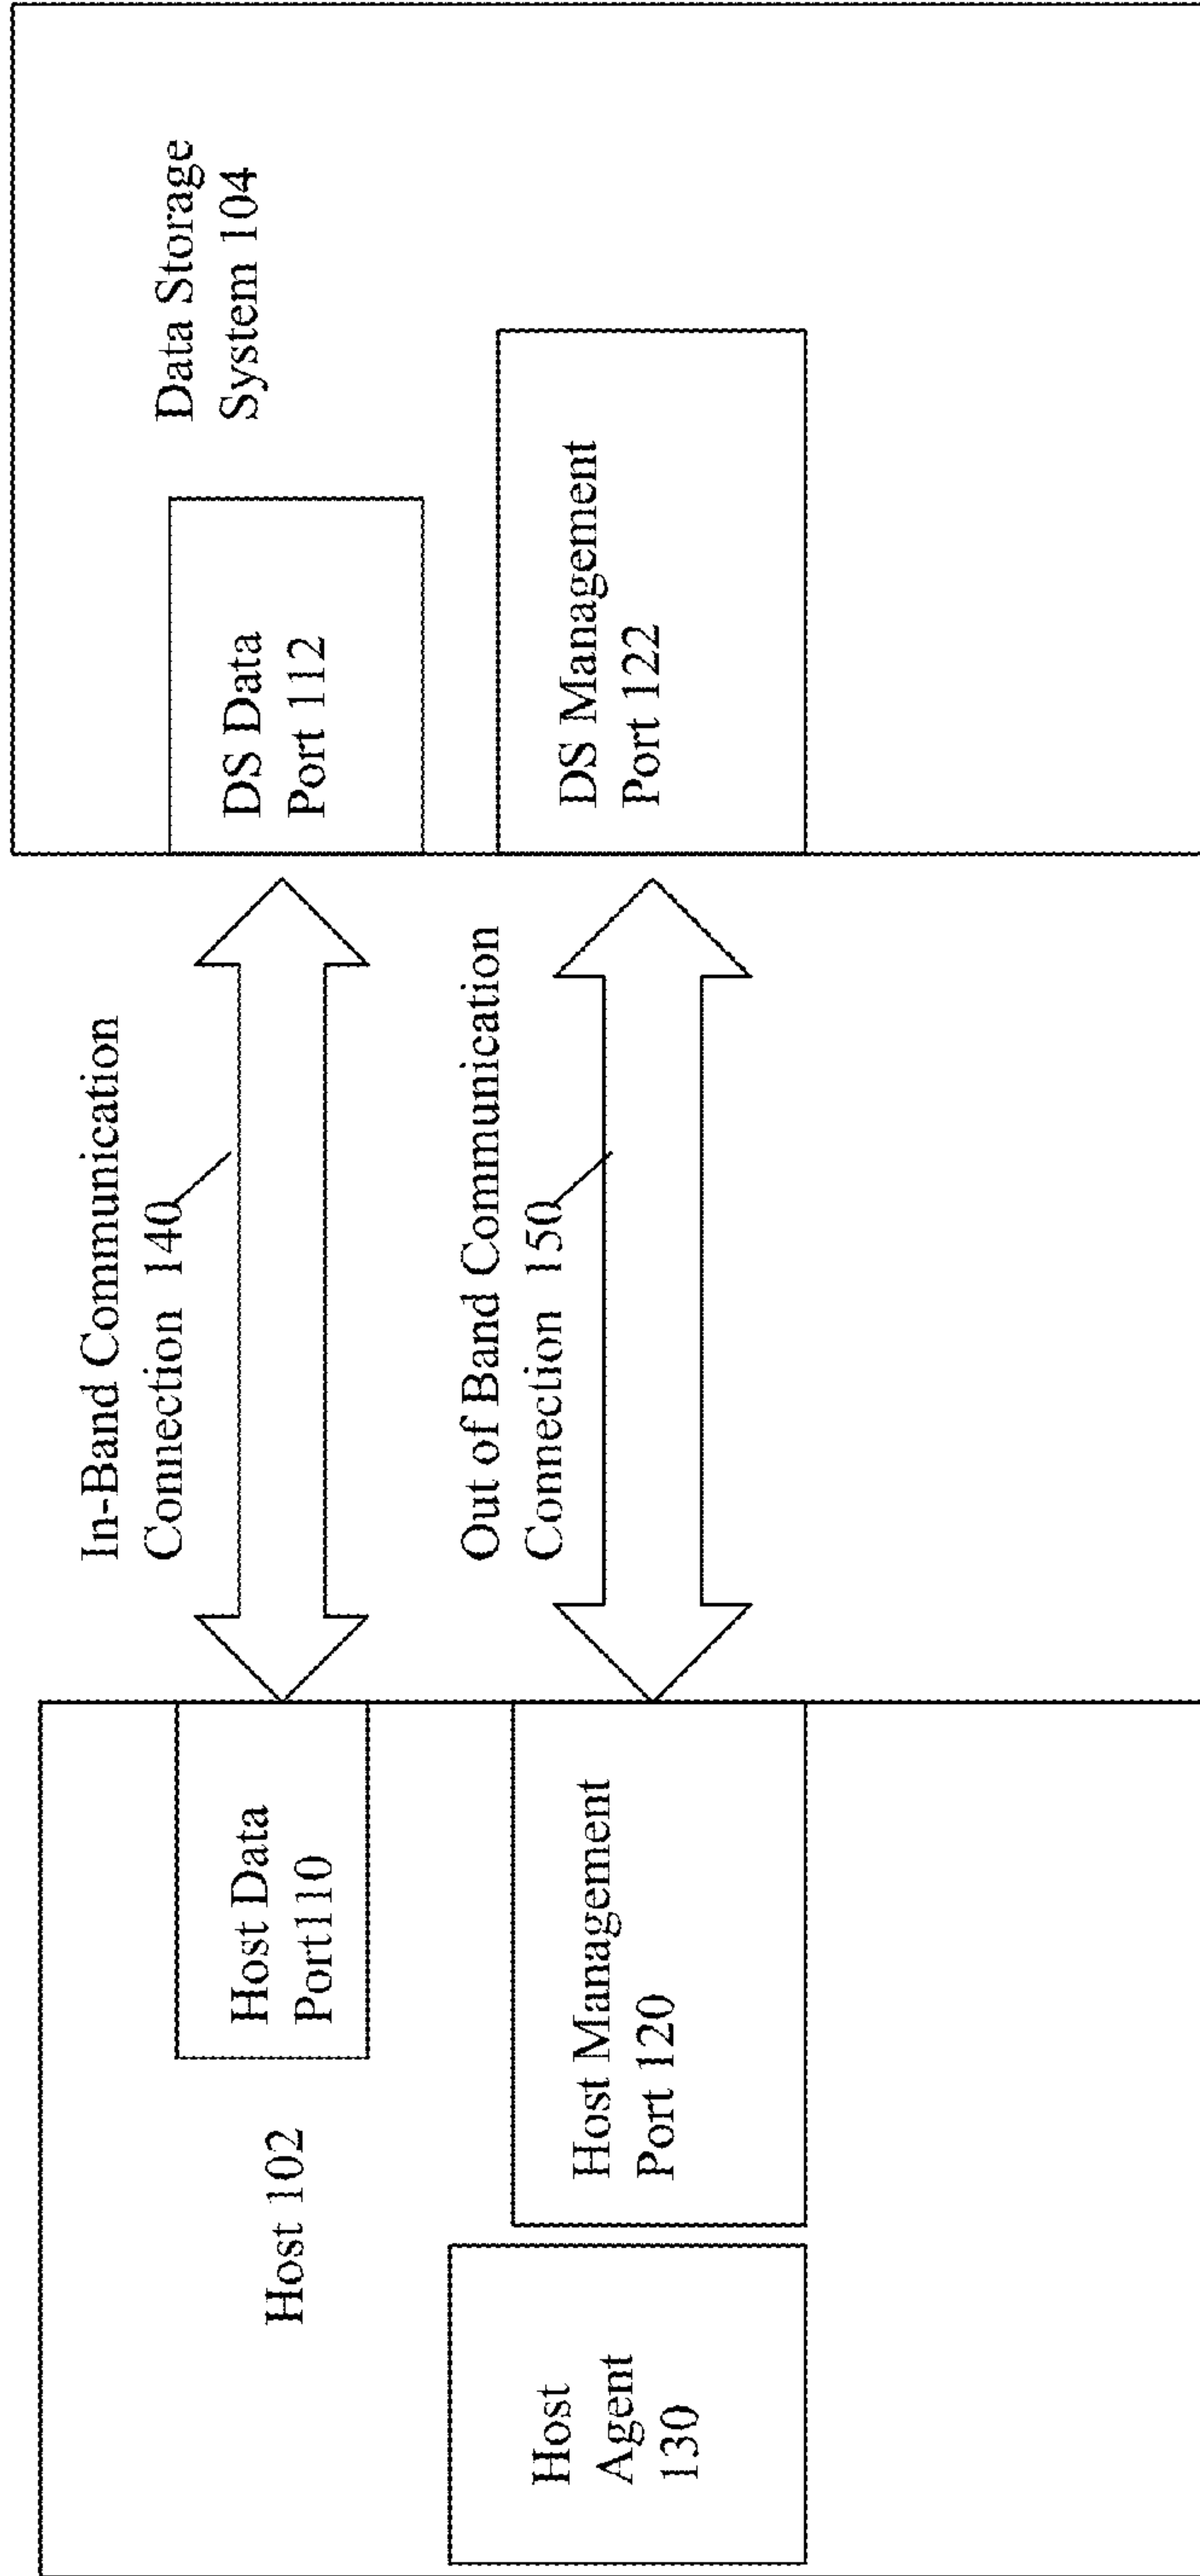 Host 102
Host Data
Port110
Host
Agent
130
Host Management
Port 120
In-Band Communication
Connection 140
Out of Band Communication
Connection 150
Data Storage
System 104
DS Data
Port 112
DS Management
Port 122